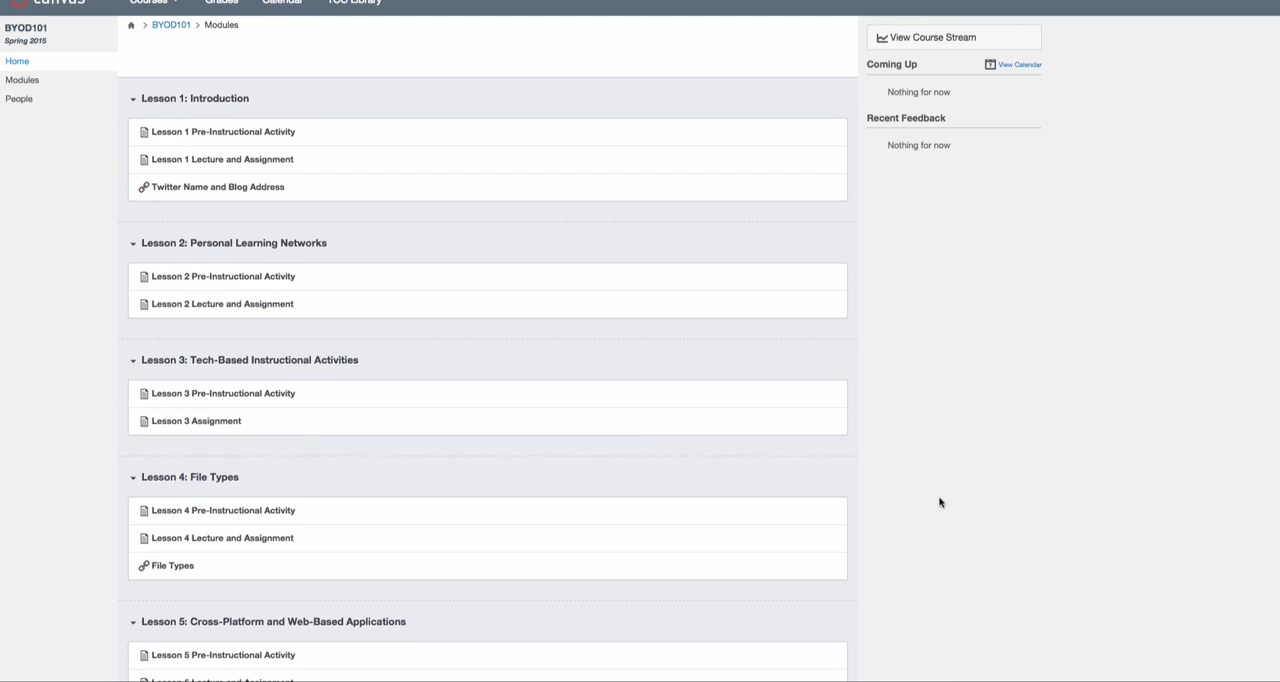 canvas Courses Grades Calendar TCC Library
BYOD101
Spring 2015
Home
Modules
People
BYOD101 > Modules
Lesson 1: Introduction
Lesson 1 Pre-Instructional Activity
Lesson 1 Lecture and Assignment
Twitter Name and Blog Address
Lesson 2: Personal Learning Networks
Lesson 2 Pre-Instructional Activity
Lesson 2 Lecture and Assignment
Lesson 3: Tech-Based Instructional Activities
Lesson 3 Pre-Instructional Activity
Lesson 3 Assignment
Lesson 4: File Types
Lesson 4 Pre-Instructional Activity
Lesson 4 Lecture and Assignment
File Types
Lesson 5: Cross-Platform and Web-Based Applications
Lesson 5 Pre-Instructional Activity
Lesson 5 Lecture and Assignment
View Course Stream
Coming Up View Calendar
Nothing for now
Recent Feedback
Nothing for now